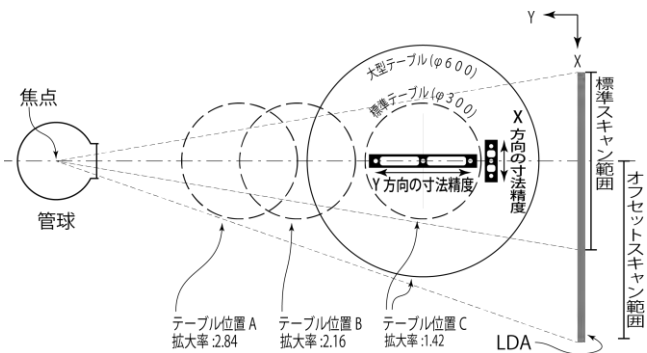 Y
X
焦点
管球
大型テーブル(φ600)
標準テーブル(φ300)
X方向の寸法精度
Y方向の寸法精度
標準スキャン範囲
オフセットスキャン範囲
テーブル位置A
拡大率:2.84
テーブル位置B
拡大率:2.16
テーブル位置C
拡大率:1.42
LDA